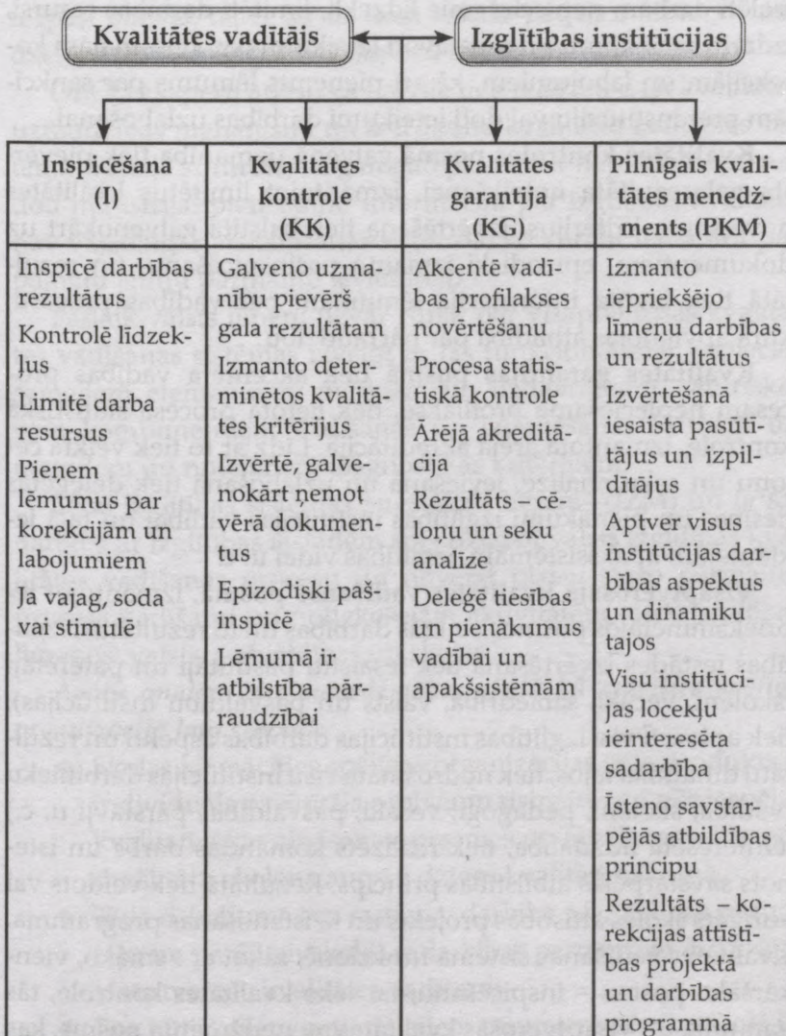 Kvalitātes vadītājs
Izglītības institūcijas
Inspicēšana
(I)
Inspicē darbības
rezultātus
Kontrolē līdzek-
ļus
Limitē darba
resursus
Pieņem
lēmumus par
korekcijām un
labojumiem
Ja vajag, soda
vai stimulē
Kvalitātes
kontrole
(KK)
Galveno uzma-
nību pievērš
gala rezultātam
Izmanto deter-
minētos kvalitā-
tes kritērijus
Izvērtē, galve-
nokārt ņemot
vērā dokumen-
tus
Epizodiski paš-
inspicē
Lēmumā ir
atbilstība pār-
raudzībai
Kvalitātes
garantija
(KG)
Akcentē vadī-
bas profilakses
novērtēšanu
Procesa statis-
tiskā kontrole
Ārējā akreditā-
cija
Rezultāts – cē-
loņu un seku
analīze
Deleģē tiesības
un pienākumus
vadībai un
apakšsistēmām
Pilnīgais kvali-
tātes menedž-
ments (PKM)
Izmanto
iepriekšējo
līmeņu darbības
un rezultātus
Izvērtēšanā
iesaista pasūtī-
tājus un izpil-
dītājus
Aptver visus
institūcijas dar-
bības aspektus
un dinamiku
tajos
Visu institūci-
jas locekļu
ieinteresēta
sadarbība
Īsteno savstar-
pējās atbildības
principu
Rezultāts – ko-
rekcijas attīstī-
bas projektā
un darbības
programmā